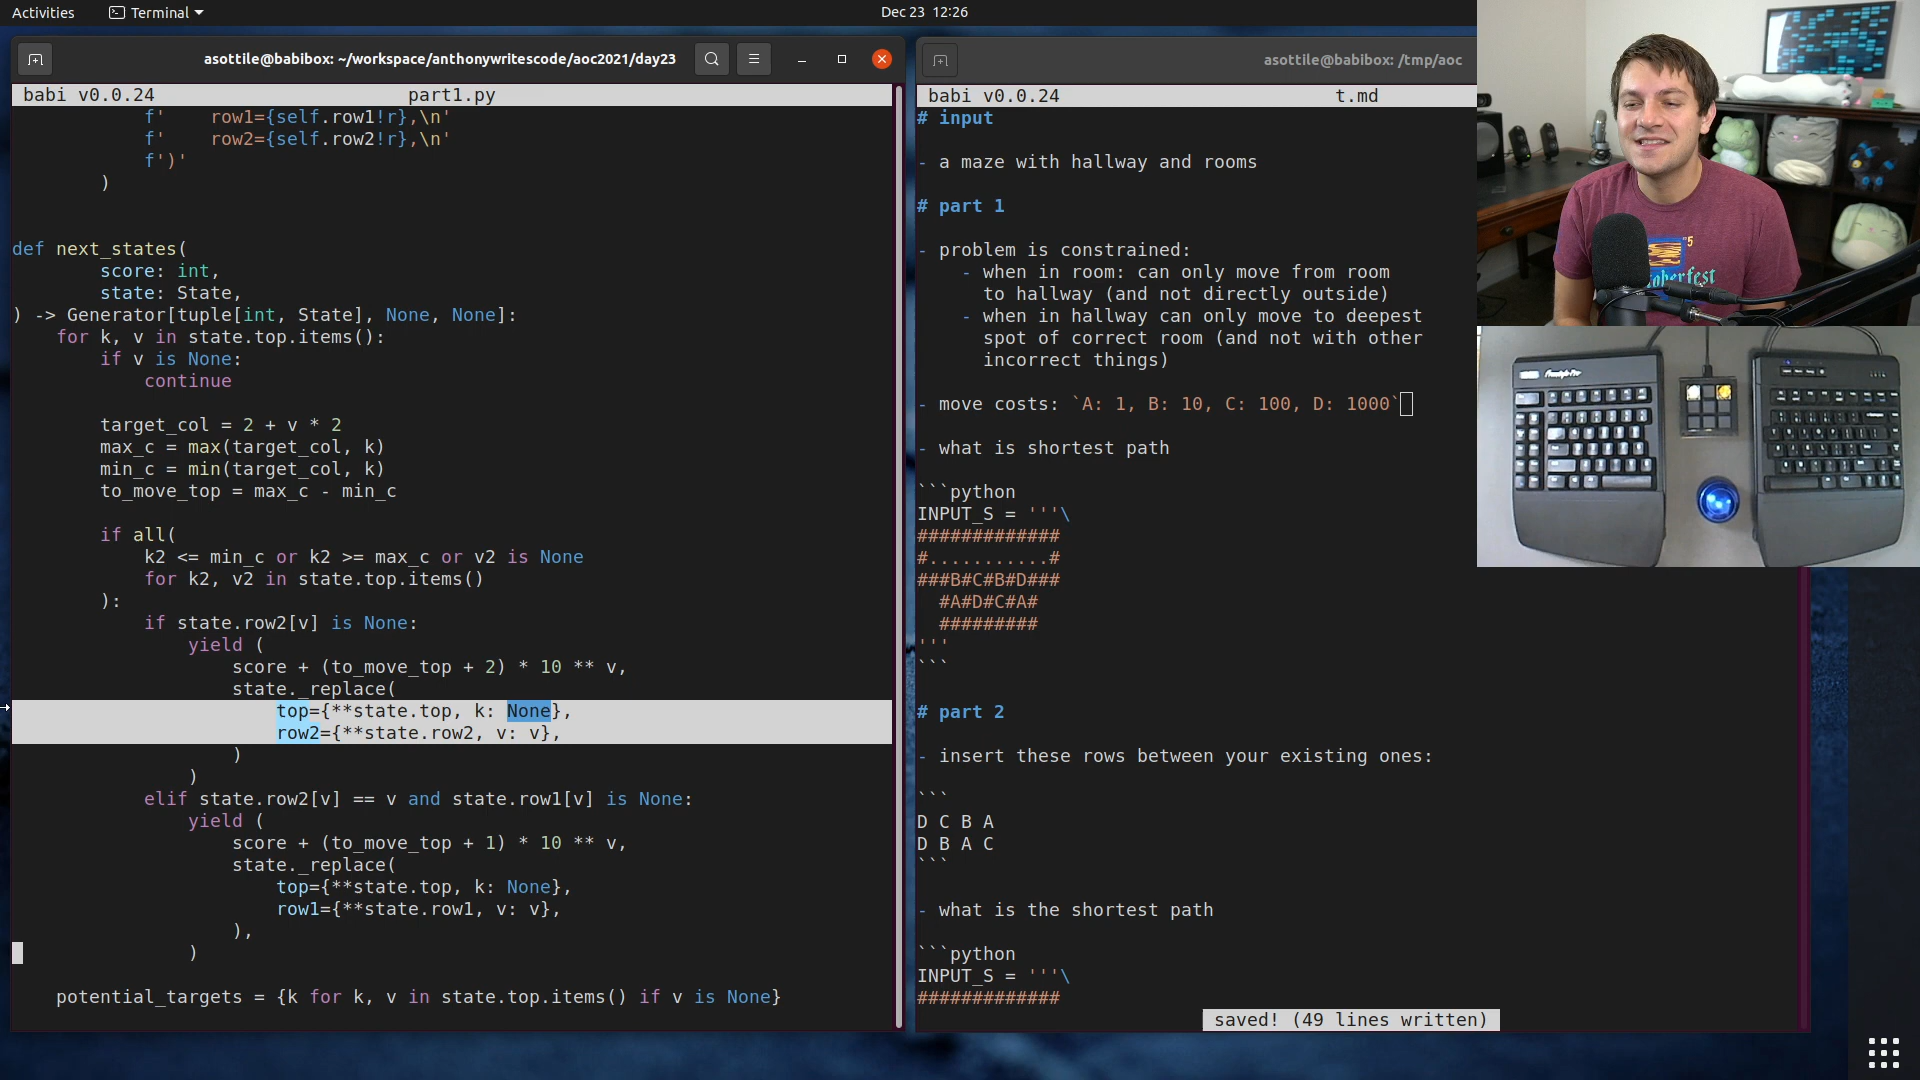 Activities
Terminal
Dec 23 12:26
asottile@babibox: ~/workspace/anthonywritescode/aoc2021/day23
babi v0.0.24 part1.py
f'    row1={self.row1!r},\n'
f'    row2={self.row2!r},\n'
f')'
)
def next_states(
score: int,
state: State,
) -> Generator[tuple[int, State], None, None]:
for k, v in state.top.items():
if v is None:
continue
target_col = 2 + v * 2
max_c = max(target_col, k)
min_c = min(target_col, k)
to_move_top = max_c - min_c
if all(
k2 <= min_c or k2 >= max_c or v2 is None
for k2, v2 in state.top.items()
):
if state.row2[v] is None:
yield (
score + (to_move_top + 2) * 10 ** v,
state._replace(
top={**state.top, k: None},
row2={**state.row2, v: v},
)
)
elif state.row2[v] == v and state.row1[v] is None:
yield (
score + (to_move_top + 1) * 10 ** v,
state._replace(
top={**state.top, k: None},
row1={**state.row1, v: v},
),
)
potential_targets = {k for k, v in state.top.items() if v is None}
asottile@babibox: /tmp/aoc
babi v0.0.24 t.md
# input
- a maze with hallway and rooms
# part 1
- problem is constrained:
- when in room: can only move from room
to hallway (and not directly outside)
- when in hallway can only move to deepest
spot of correct room (and not with other
incorrect things)
- move costs: `A: 1, B: 10, C: 100, D: 1000`
- what is shortest path
```python
INPUT_S = '''\
#############
#...........#
###B#C#B#D###
  #A#D#C#A#
  #########
'''
```
# part 2
- insert these rows between your existing ones:
```
D C B A
D B A C
```
- what is the shortest path
```python
INPUT_S = '''\
#############
saved! (49 lines written)